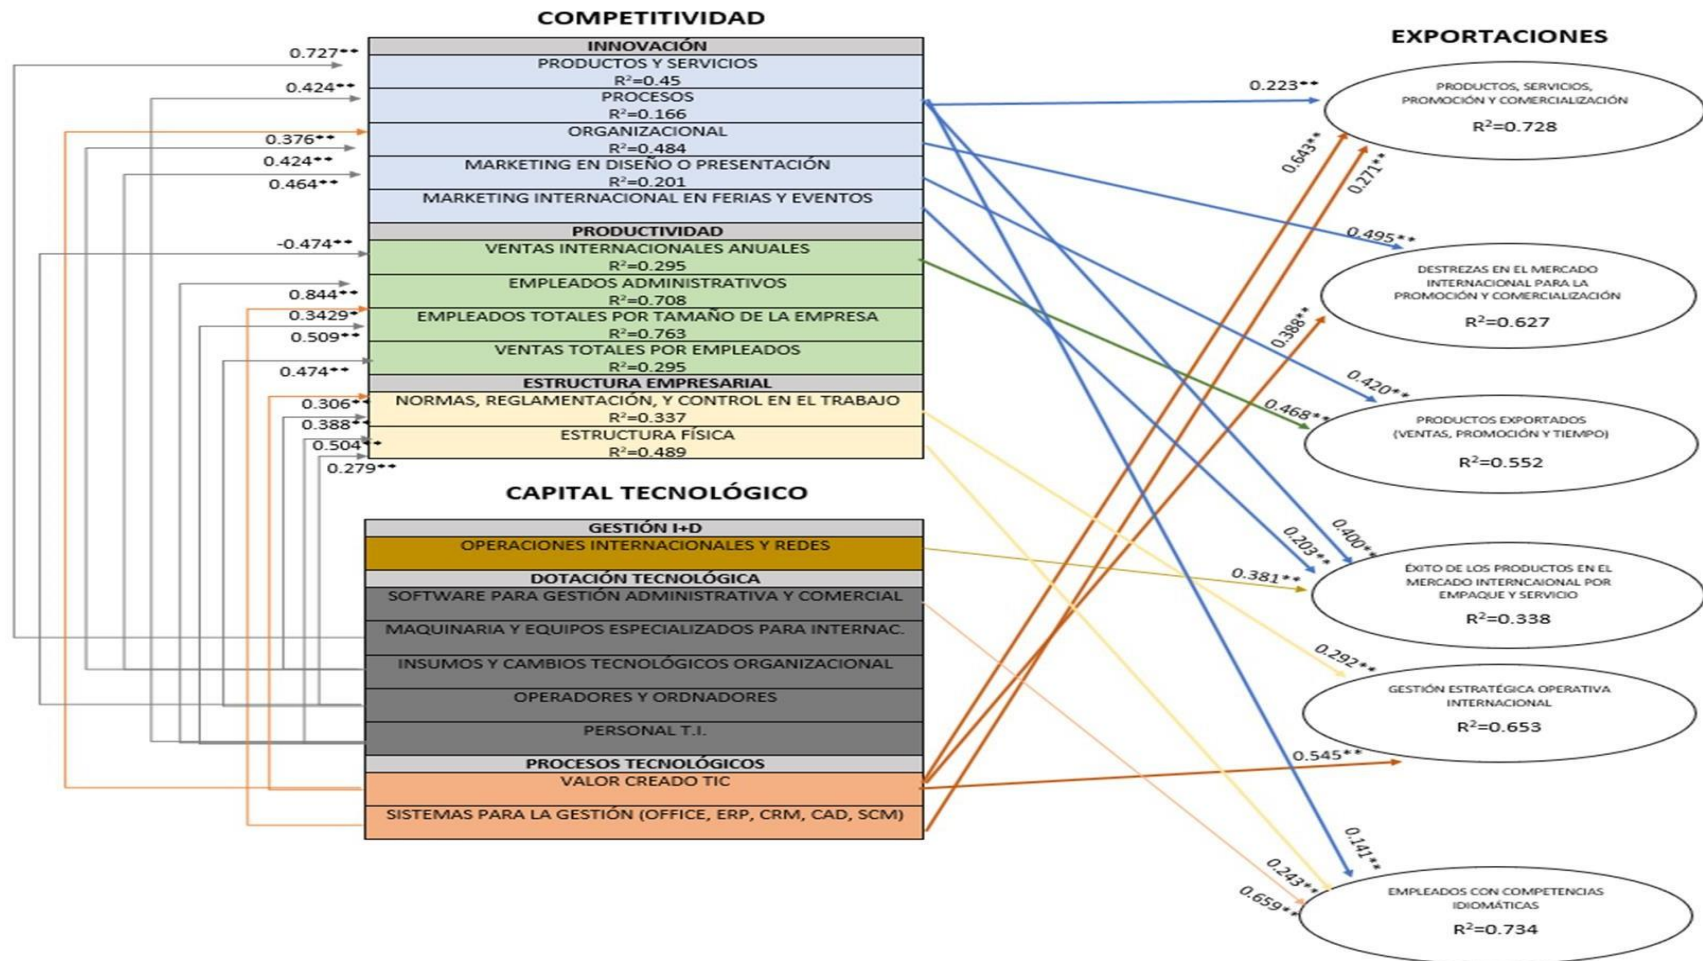 COMPETITIVIDAD
INNOVACIÓN
PRODUCTOS Y SERVICIOS
R²=0.45
PROCESOS
R²=0.166
ORGANIZACIONAL
R²=0.484
MARKETING EN DISEÑO O PRESENTACIÓN
R²=0.201
MARKETING INTERNACIONAL EN FERIAS Y EVENTOS
PRODUCTIVIDAD
VENTAS INTERNACIONALES ANUALES
R²=0.295
EMPLEADOS ADMINISTRATIVOS
R²=0.708
EMPLEADOS TOTALES POR TAMAÑO DE LA EMPRESA
R²=0.763
VENTAS TOTALES POR EMPLEADOS
R²=0.295
ESTRUCTURA EMPRESARIAL
NORMAS, REGLAMENTACIÓN, Y CONTROL EN EL TRABAJO
R²=0.337
ESTRUCTURA FÍSICA
R²=0.489
0.727**
0.424**
0.376**
0.424**
0.464**
-0.474**
0.844**
0.3429*
0.509**
0.474**
0.306**
0.388**
0.504**
0.279**
CAPITAL TECNOLÓGICO
GESTIÓN I+D
OPERACIONES INTERNACIONALES Y REDES
DOTACIÓN TECNOLÓGICA
SOFTWARE PARA GESTIÓN ADMINISTRATIVA Y COMERCIAL
MAQUINARIA Y EQUIPOS ESPECIALIZADOS PARA INTERNAC.
INSUMOS Y CAMBIOS TECNOLÓGICOS ORGANIZACIONAL
OPERADORES Y ORDNADORES
PERSONAL T.I.
PROCESOS TECNOLÓGICOS
VALOR CREADO TIC
SISTEMAS PARA LA GESTIÓN (OFFICE, ERP, CRM, CAD, SCM)
0.223**
0.643**
0.271**
0.495**
0.388**
0.420**
0.468**
0.400**
0.203**
0.381**
0.292**
0.545**
0.141**
0.243**
0.659**
EXPORTACIONES
PRODUCTOS, SERVICIOS,
PROMOCIÓN Y COMERCIALIZACIÓN
R²=0.728
DESTREZAS EN EL MERCADO
INTERNACIONAL PARA LA
PROMOCIÓN Y COMERCIALIZACIÓN
R²=0.627
PRODUCTOS EXPORTADOS
(VENTAS, PROMOCIÓN Y TIEMPO)
R²=0.552
ÉXITO DE LOS PRODUCTOS EN EL
MERCADO INTERNCAIONAL POR
EMPAQUE Y SERVICIO
R²=0.338
GESTIÓN ESTRATÉGICA OPERATIVA
INTERNACIONAL
R²=0.653
EMPLEADOS CON COMPETENCIAS
IDIOMÁTICAS
R²=0.734